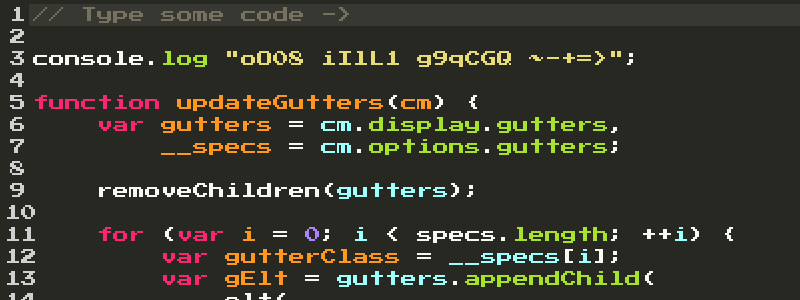 1 // Type some code ->
2
3 console.log "oO08 iIlL1 g9qCGQ ~-+=>";
4
5 function updateGutters(cm) {
6     var gutters = cm.display.gutters,
7         __specs = cm.options.gutters;
8
9     removeChildren(gutters);
10
11     for (var i = 0; i < specs.length; ++i) {
12         var gutterClass = __specs[i];
13         var gElt = gutters.appendChild(
14             elt(